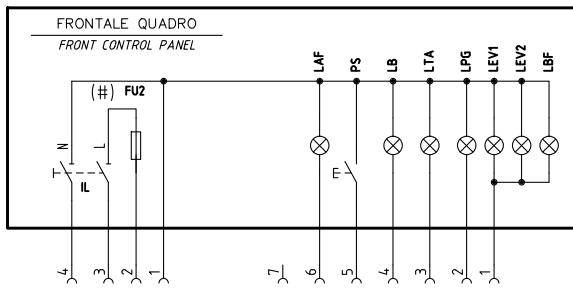 FRONTALE QUADRO
FRONT CONTROL PANEL
LAF PS LB LTA LPG LEV1 LEV2 LBF
(#) FU2
N L
IL
4 3 2 1 7 6 5 4 3 2 1